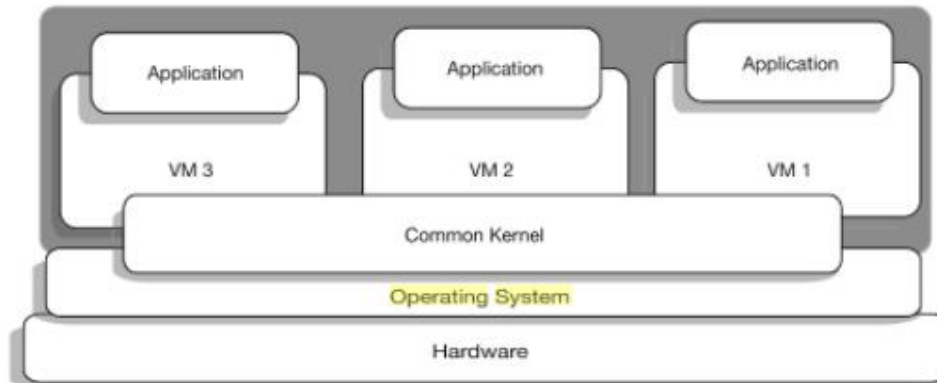 Application
Application
Application
VM 3
VM 2
VM 1
Common Kernel
Operating System
Hardware